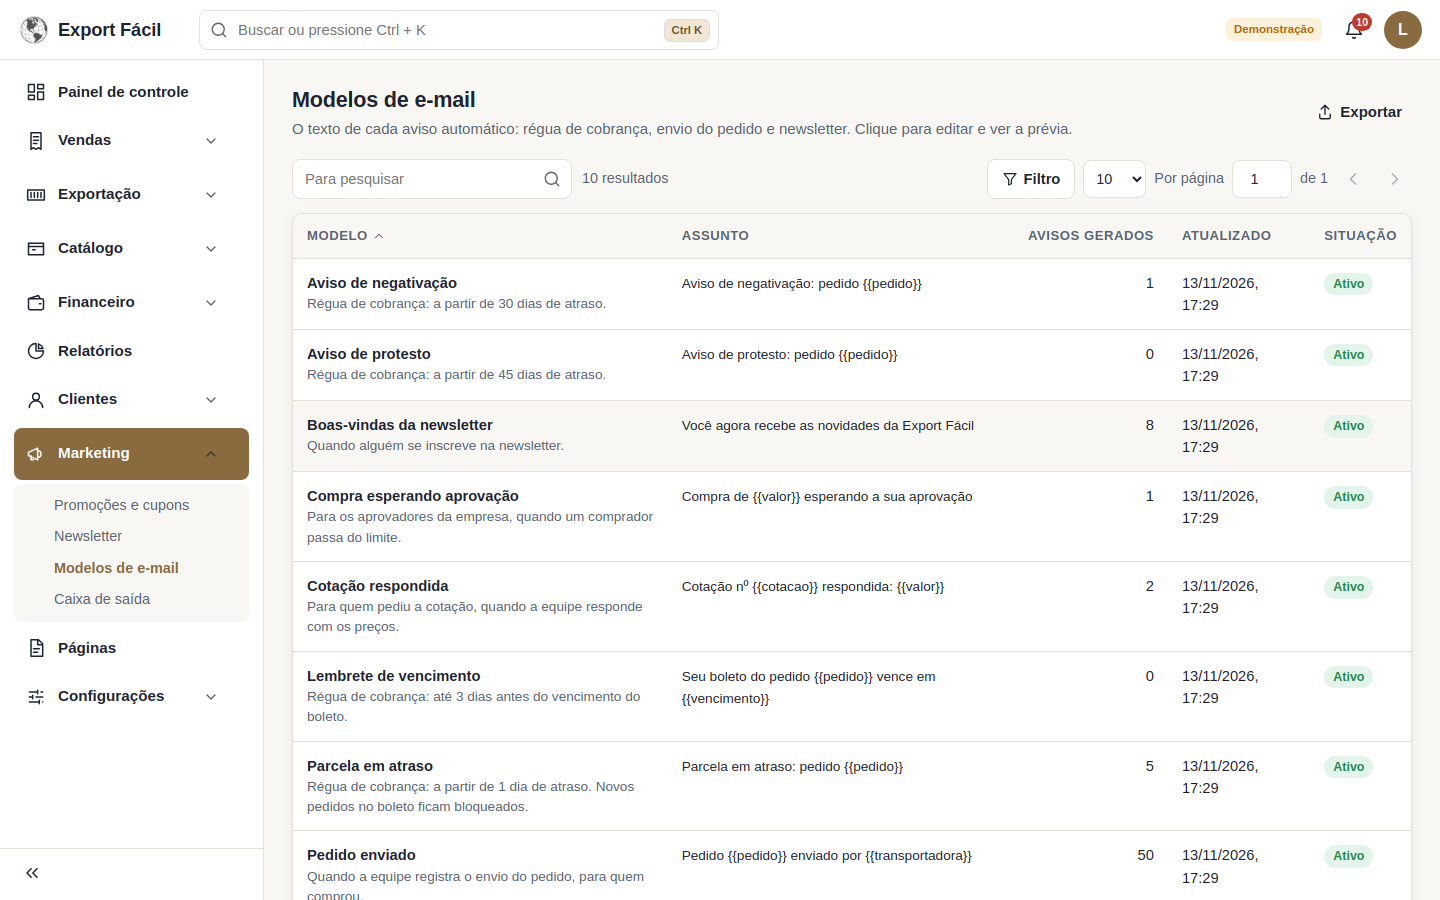 Export Fácil
Buscar ou pressione Ctrl + K
Ctrl K
Demonstração
10
L
Painel de controle
Vendas
Exportação
Catálogo
Financeiro
Relatórios
Clientes
Marketing
Promoções e cupons
Newsletter
Modelos de e-mail
Caixa de saída
Páginas
Configurações
Modelos de e-mail
O texto de cada aviso automático: régua de cobrança, envio do pedido e newsletter. Clique para editar e ver a prévia.
Exportar
Para pesquisar
10 resultados
Filtro
10
Por página
1
de 1
MODELO
ASSUNTO
AVISOS GERADOS
ATUALIZADO
SITUAÇÃO
Aviso de negativação
Régua de cobrança: a partir de 30 dias de atraso.
Aviso de negativação: pedido {{pedido}}
1
13/11/2026,
17:29
Ativo
Aviso de protesto
Régua de cobrança: a partir de 45 dias de atraso.
Aviso de protesto: pedido {{pedido}}
0
13/11/2026,
17:29
Ativo
Boas-vindas da newsletter
Quando alguém se inscreve na newsletter.
Você agora recebe as novidades da Export Fácil
8
13/11/2026,
17:29
Ativo
Compra esperando aprovação
Para os aprovadores da empresa, quando um comprador
passa do limite.
Compra de {{valor}} esperando a sua aprovação
1
13/11/2026,
17:29
Ativo
Cotação respondida
Para quem pediu a cotação, quando a equipe responde
com os preços.
Cotação nº {{cotacao}} respondida: {{valor}}
2
13/11/2026,
17:29
Ativo
Lembrete de vencimento
Régua de cobrança: até 3 dias antes do vencimento do
boleto.
Seu boleto do pedido {{pedido}} vence em
{{vencimento}}
0
13/11/2026,
17:29
Ativo
Parcela em atraso
Régua de cobrança: a partir de 1 dia de atraso. Novos
pedidos no boleto ficam bloqueados.
Parcela em atraso: pedido {{pedido}}
5
13/11/2026,
17:29
Ativo
Pedido enviado
Quando a equipe registra o envio do pedido, para quem
comprou.
Pedido {{pedido}} enviado por {{transportadora}}
50
13/11/2026,
17:29
Ativo